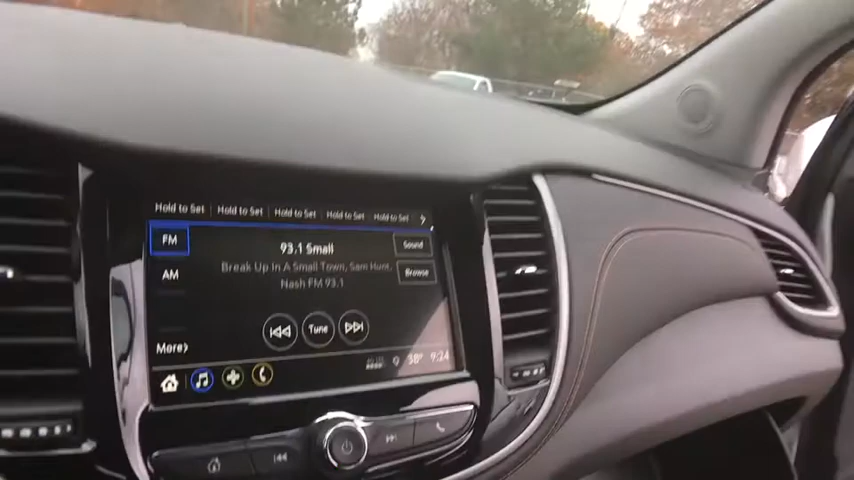 Hold to Set Hold to Set Hold to Set Hold to Set Hold to Set
FM
93.1 Small
Sound
Break Up In A Small Town, Sam Hunt,
Browse
AM
Nash FM 93.1
Tune
More
38° 9:24